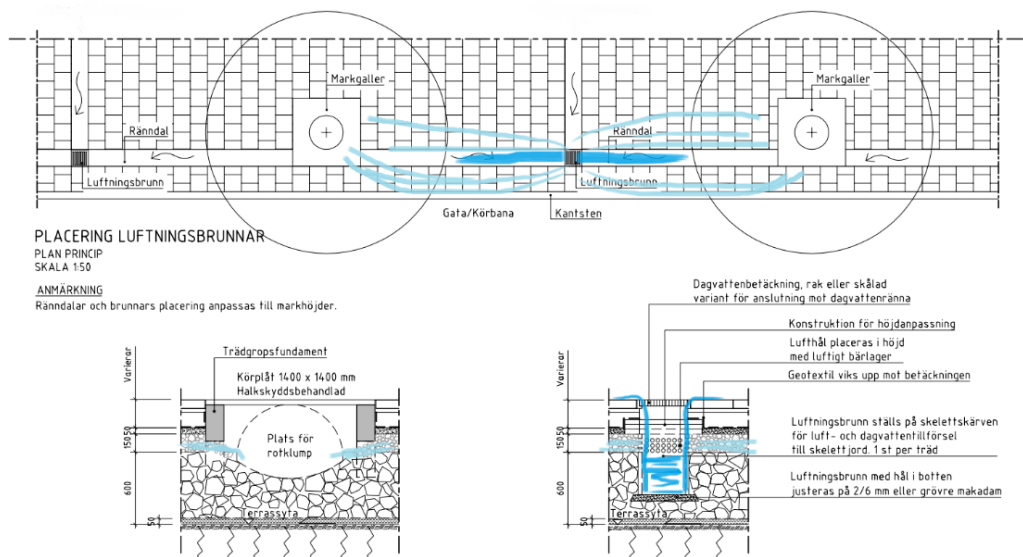 Markgaller
Markgaller
Ränndal
Ränndal
Luftningsbrunn
Luftningsbrunn
Gata/Körbana
Kantsten
PLACERING LUFTNINGSBRUNNAR
PLAN PRINCIP
SKALA 1:50
ANMÄRKNING
Ränndalar och brunnars placering anpassas till markhöjder.
Trädgropsfundament
Körplåt 1400 x 1400 mm
Halkskyddsbehandlad
Varierar
50
150
600
50
Plats för
rotklump
Terrassyta
Dagvattenbetäckning, rak eller skålad
variant för anslutning mot dagvattenränna
Konstruktion för höjdanpassning
Lufthål placeras i höjd
med luftigt bärlager
Geotextil viks upp mot betäckningen
Luftningsbrunn ställs på skelettskärven
för luft- och dagvattentillförsel
till skelettjord. 1 st per träd
Luftningsbrunn med hål i botten
justeras på 2/6 mm eller grövre makadam
Varierar
50
150
600
50
Terrassyta